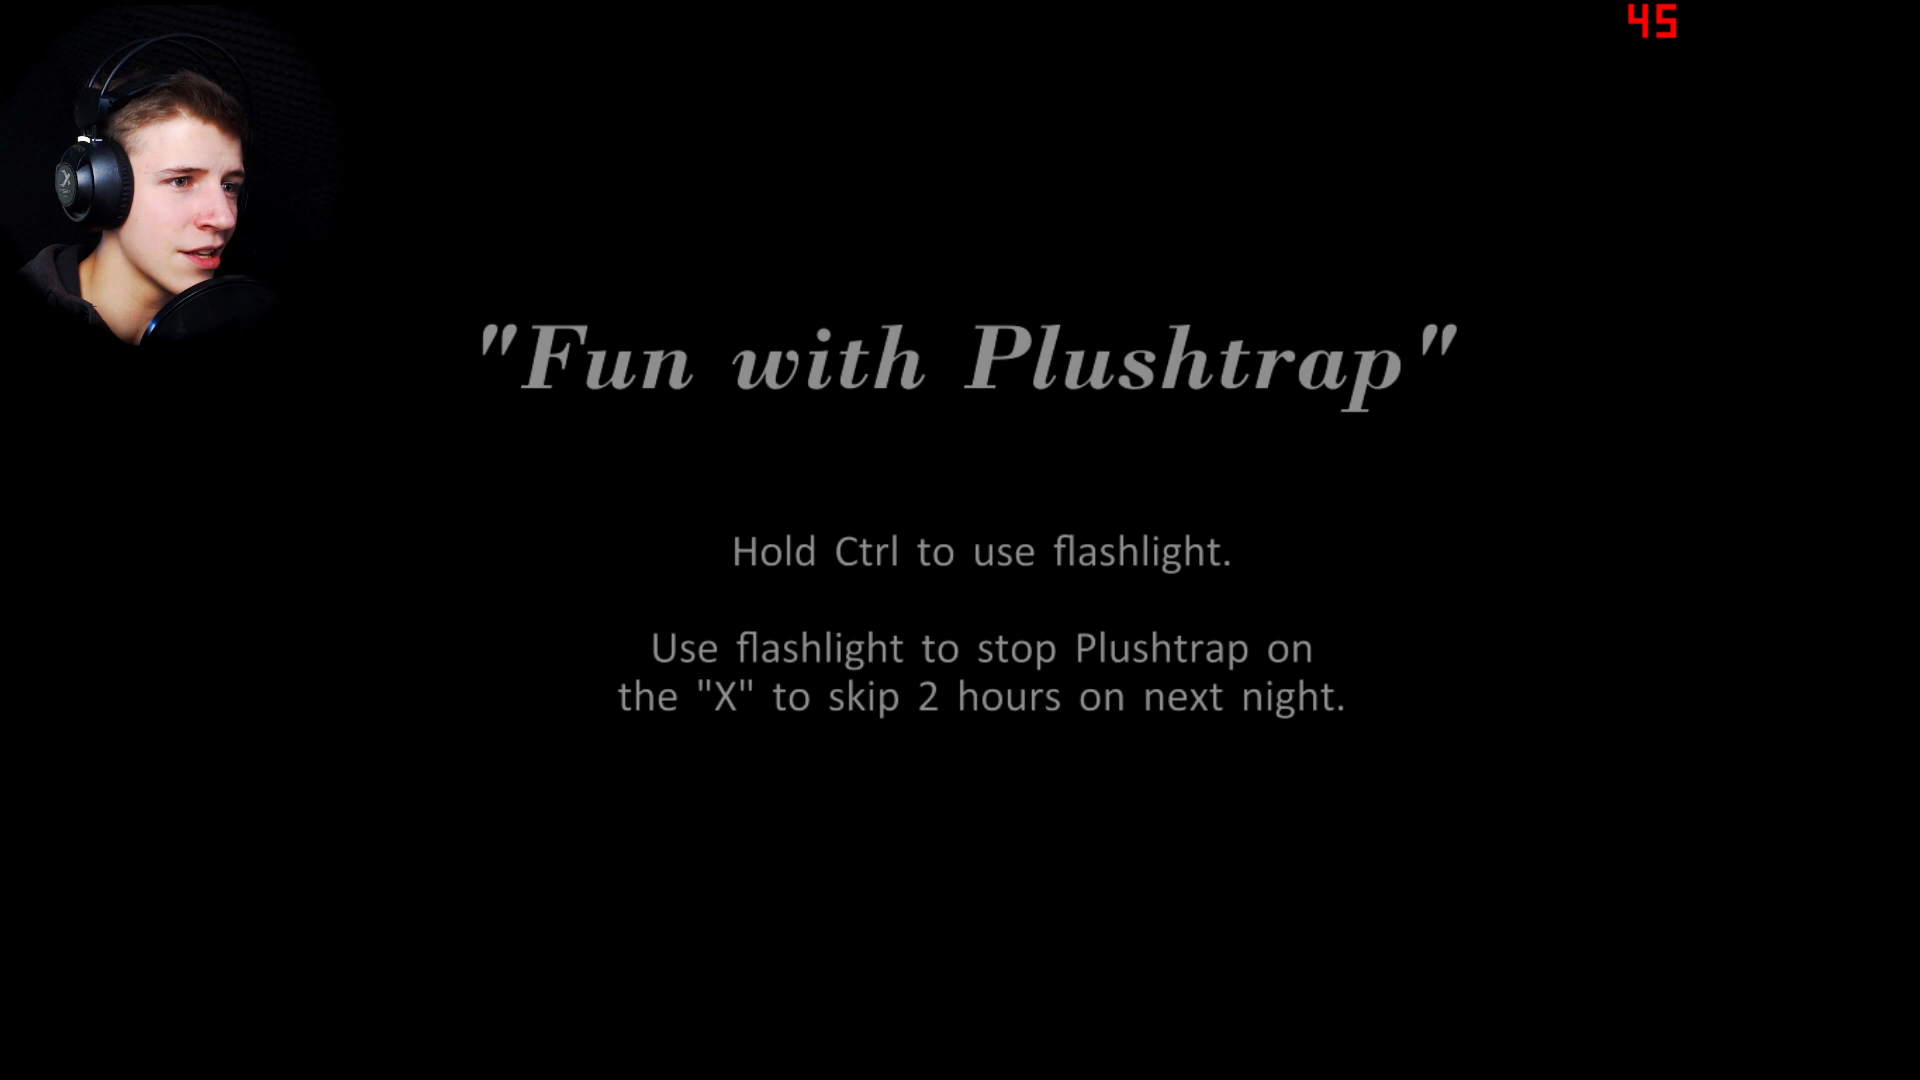 45
"Fun with Plushtrap"
Hold Ctrl to use flashlight.
Use flashlight to stop Plushtrap on
the "X" to skip 2 hours on next night.